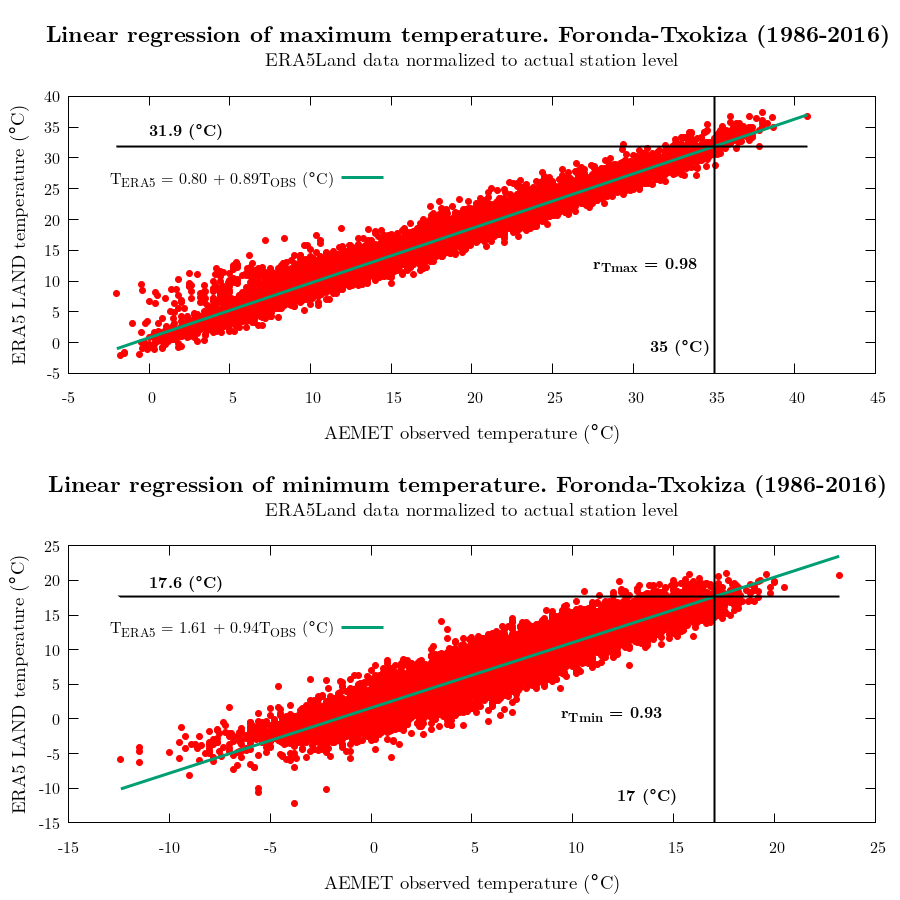 Linear regression of maximum temperature. Foronda-Txokiza (1986-2016)
ERA5Land data normalized to actual station level
ERA5 LAND temperature (°C)
40
35
30
25
20
15
10
5
0
-5
31.9 (°C)
T_ERA5 = 0.80 + 0.89T_OBS (°C)
r_Tmax = 0.98
35 (°C)
-5 0 5 10 15 20 25 30 35 40 45
AEMET observed temperature (°C)
Linear regression of minimum temperature. Foronda-Txokiza (1986-2016)
ERA5Land data normalized to actual station level
ERA5 LAND temperature (°C)
25
20
15
10
5
0
-5
-10
-15
17.6 (°C)
T_ERA5 = 1.61 + 0.94T_OBS (°C)
r_Tmin = 0.93
17 (°C)
-15 -10 -5 0 5 10 15 20 25
AEMET observed temperature (°C)